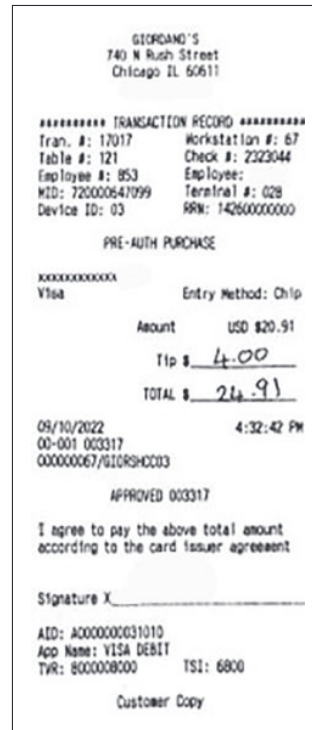 GIORDANO'S
740 N Rush Street
Chicago IL 60611
********** TRANSACTION RECORD **********
Tran. #: 17017 Workstation #: 67
Table #: 121 Check #: 2323044
Employee #: 853 Employee:
MID: 720000647099 Terminal #: 028
Device ID: 03 RRN: 142600000000
PRE-AUTH PURCHASE
XXXXXXXXXXXX
Visa Entry Method: Chip
Amount USD $20.91
Tip $ 4.00
TOTAL $ 24.91
09/10/2022 4:32:42 PM
00-001 003317
000000067/GIORSHCC03
APPROVED 003317
I agree to pay the above total amount
according to the card issuer agreement
Signature X
AID: A0000000031010
App Name: VISA DEBIT
TVR: 8000008000 TSI: 6800
Customer Copy